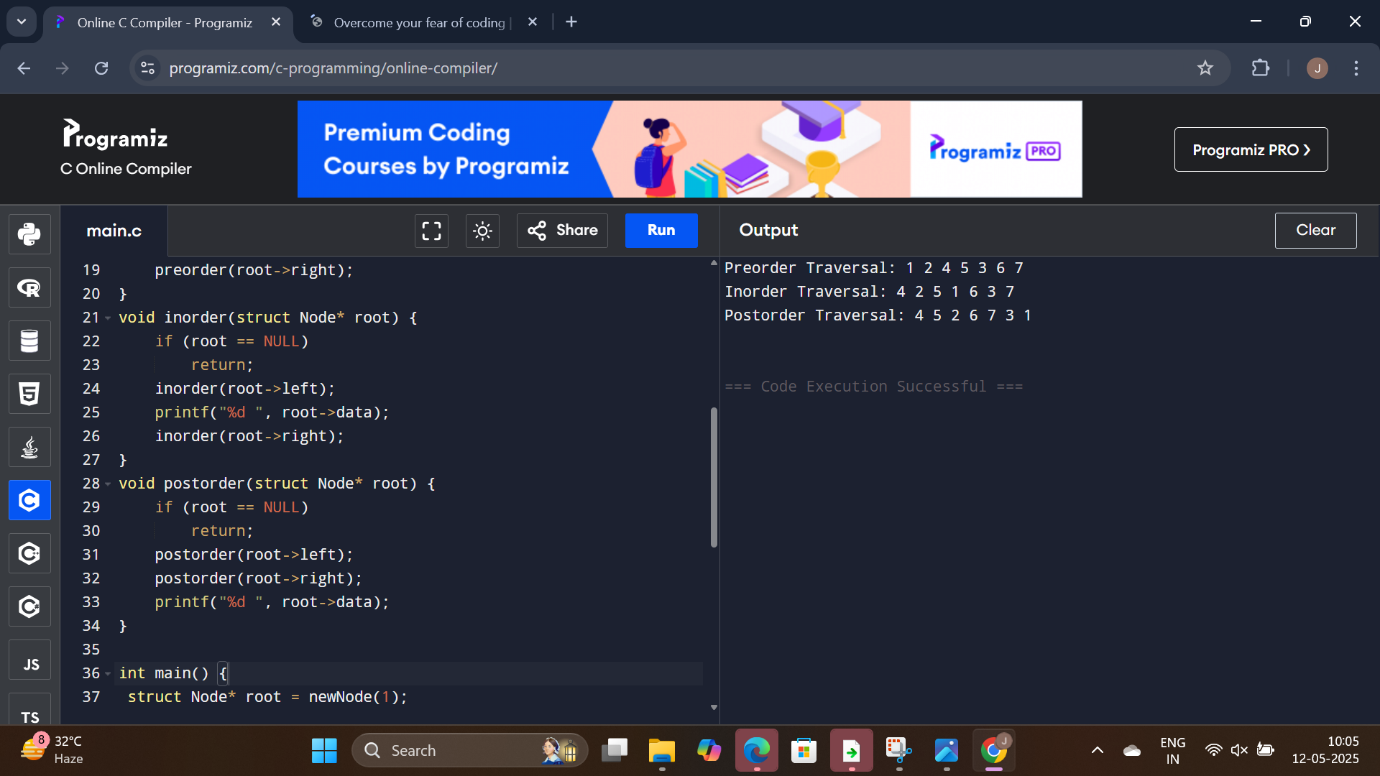 Online C Compiler - Programiz
Overcome your fear of coding |
programiz.com/c-programming/online-compiler/
J
Programiz
C Online Compiler
Premium Coding
Courses by Programiz
Programiz PRO
Programiz PRO ❯
main.c
Share
Run
Output
Clear
19 preorder(root->right);
20 }
21 void inorder(struct Node* root) {
22 if (root == NULL)
23 return;
24 inorder(root->left);
25 printf("%d ", root->data);
26 inorder(root->right);
27 }
28 void postorder(struct Node* root) {
29 if (root == NULL)
30 return;
31 postorder(root->left);
32 postorder(root->right);
33 printf("%d ", root->data);
34 }
35
36 int main() {
37 struct Node* root = newNode(1);
Preorder Traversal: 1 2 4 5 3 6 7
Inorder Traversal: 4 2 5 1 6 3 7
Postorder Traversal: 4 5 2 6 7 3 1
=== Code Execution Successful ===
R
5
C
C
C
JS
TS
8
32°C
Haze
Search
J
ENG
IN
10:05
12-05-2025